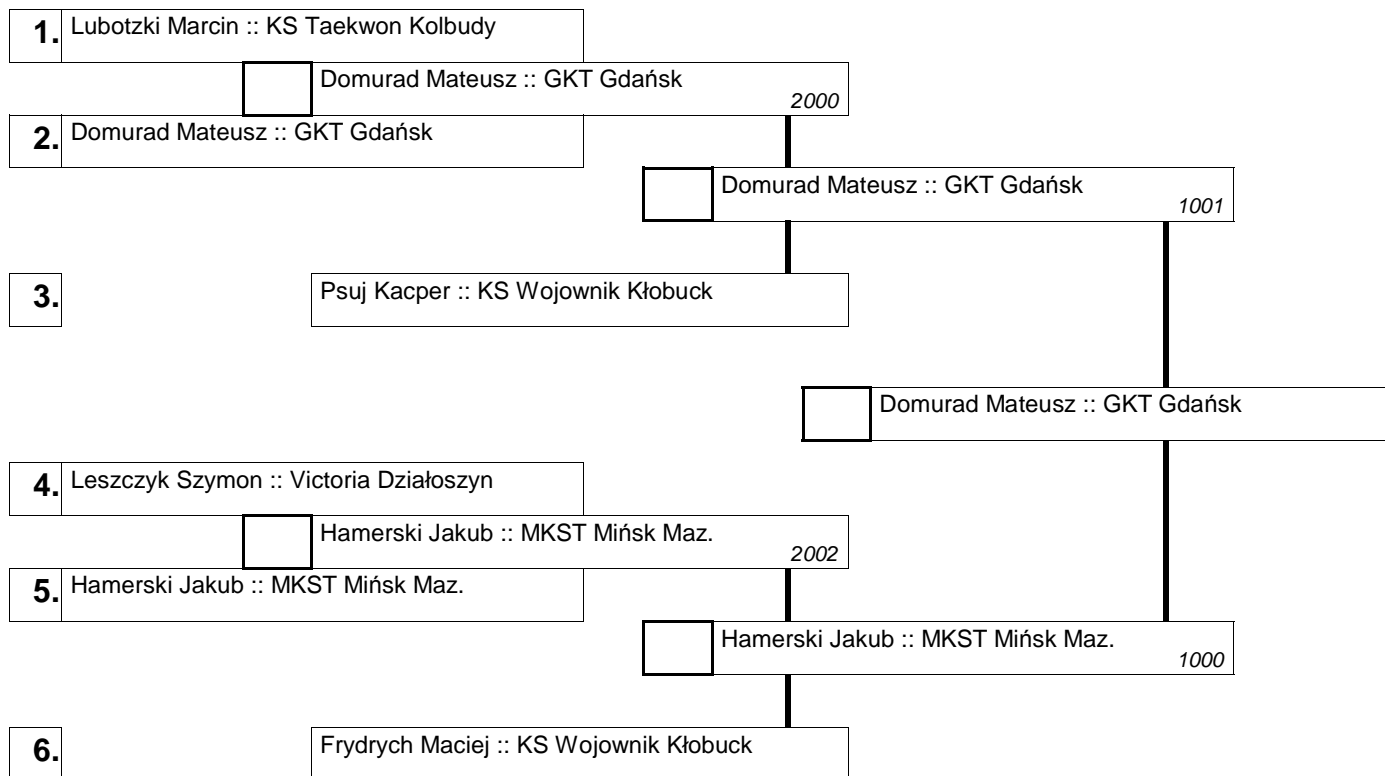 1. Lubotzki Marcin :: KS Taekwon Kolbudy
Domurad Mateusz :: GKT Gdańsk
2000
2. Domurad Mateusz :: GKT Gdańsk
Domurad Mateusz :: GKT Gdańsk
1001
3. Psuj Kacper :: KS Wojownik Kłobuck
Domurad Mateusz :: GKT Gdańsk
4. Leszczyk Szymon :: Victoria Działoszyn
Hamerski Jakub :: MKST Mińsk Maz.
2002
5. Hamerski Jakub :: MKST Mińsk Maz.
Hamerski Jakub :: MKST Mińsk Maz.
1000
6. Frydrych Maciej :: KS Wojownik Kłobuck